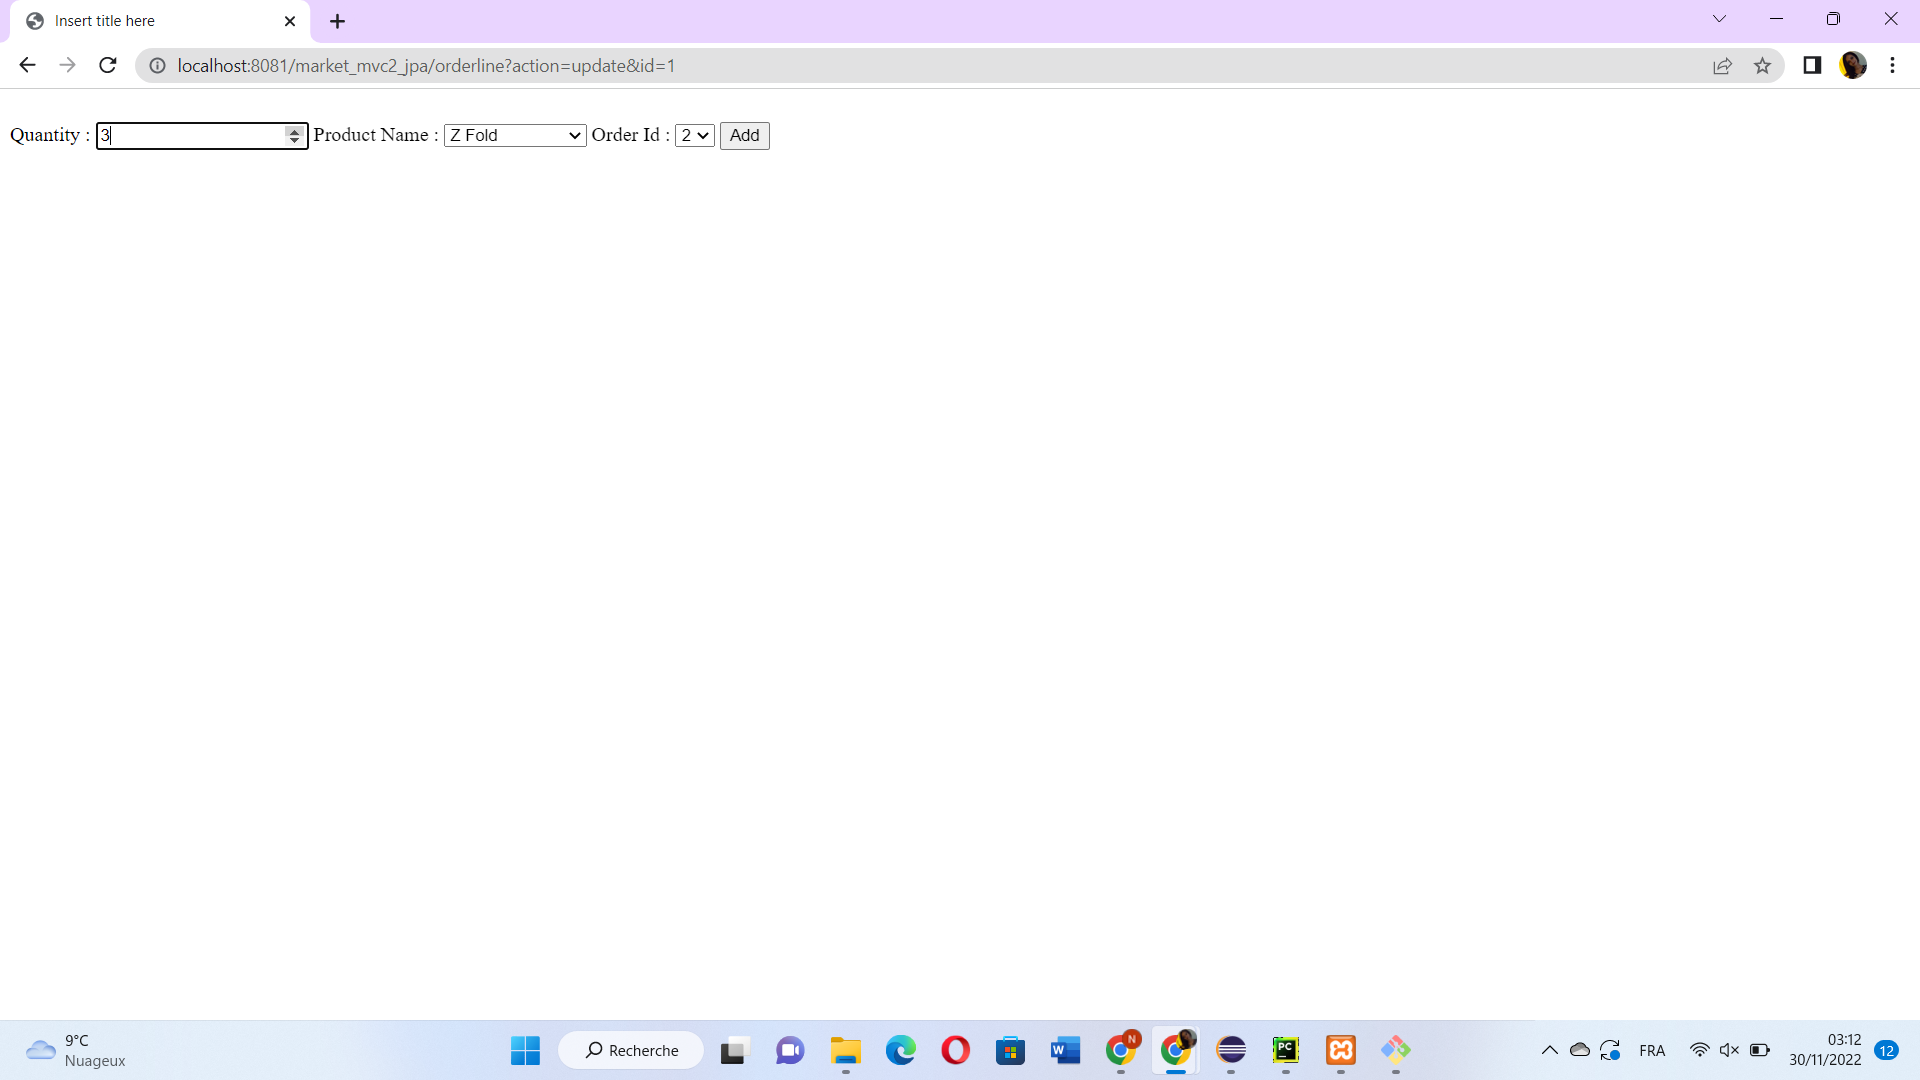 Insert title here
localhost:8081/market_mvc2_jpa/orderline?action=update&id=1
Quantity : 3 Product Name : Z Fold Order Id : 2 Add
9°C
Nuageux
Recherche
W
N
PC
FRA
03:12
30/11/2022
12